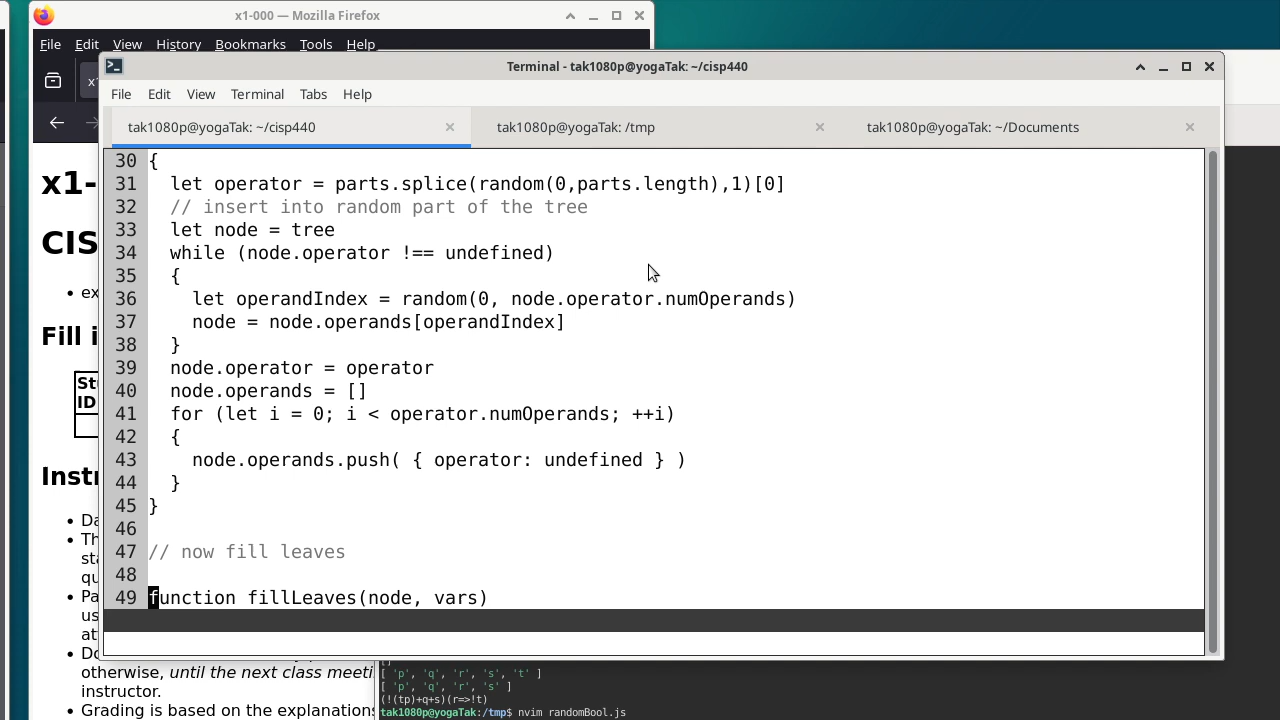 x1-000 — Mozilla Firefox
File Edit View History Bookmarks Tools Help
Terminal - tak1080p@yogaTak: ~/cisp440
File Edit View Terminal Tabs Help
tak1080p@yogaTak: ~/cisp440
tak1080p@yogaTak: /tmp
tak1080p@yogaTak: ~/Documents
30 {
31   let operator = parts.splice(random(0,parts.length),1)[0]
32   // insert into random part of the tree
33   let node = tree
34   while (node.operator !== undefined)
35   {
36     let operandIndex = random(0, node.operator.numOperands)
37     node = node.operands[operandIndex]
38   }
39   node.operator = operator
40   node.operands = []
41   for (let i = 0; i < operator.numOperands; ++i)
42   {
43     node.operands.push( { operator: undefined } )
44   }
45 }
46
47 // now fill leaves
48
49 function fillLeaves(node, vars)
x1-
CIS
Fill i
ID
otherwise, until the next class meeti
instructor.
Grading is based on the explanations
[ 'p', 'q', 'r', 's', 't' ]
[ 'p', 'q', 'r', 's' ]
(!(tp)+q+s)(r=>!t)
tak1080p@yogaTak:/tmp$ nvim randomBool.js